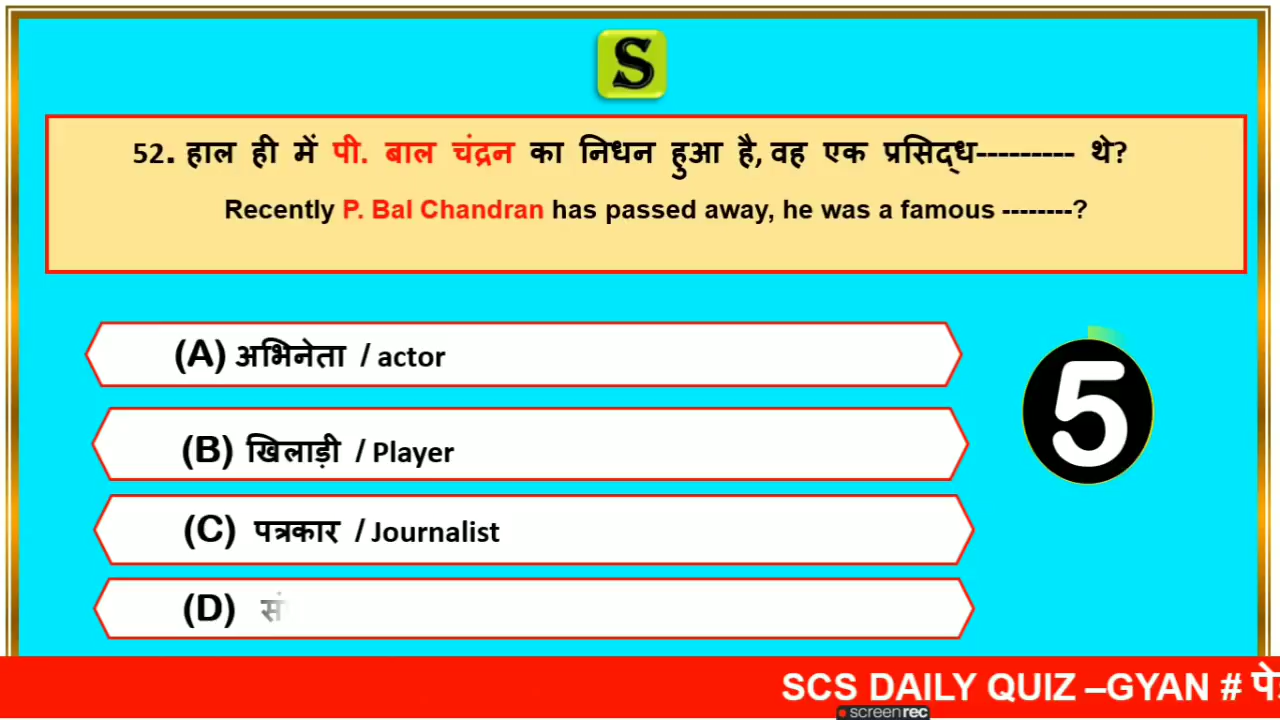 S
52. हाल ही में पी. बाल चंद्रन का निधन हुआ है, वह एक प्रसिद्ध--------- थे?
Recently P. Bal Chandran has passed away, he was a famous --------?
(A) अभिनेता / actor
5
(B) खिलाड़ी / Player
(C) पत्रकार / Journalist
(D)
SCS DAILY QUIZ –GYAN #
screenrec